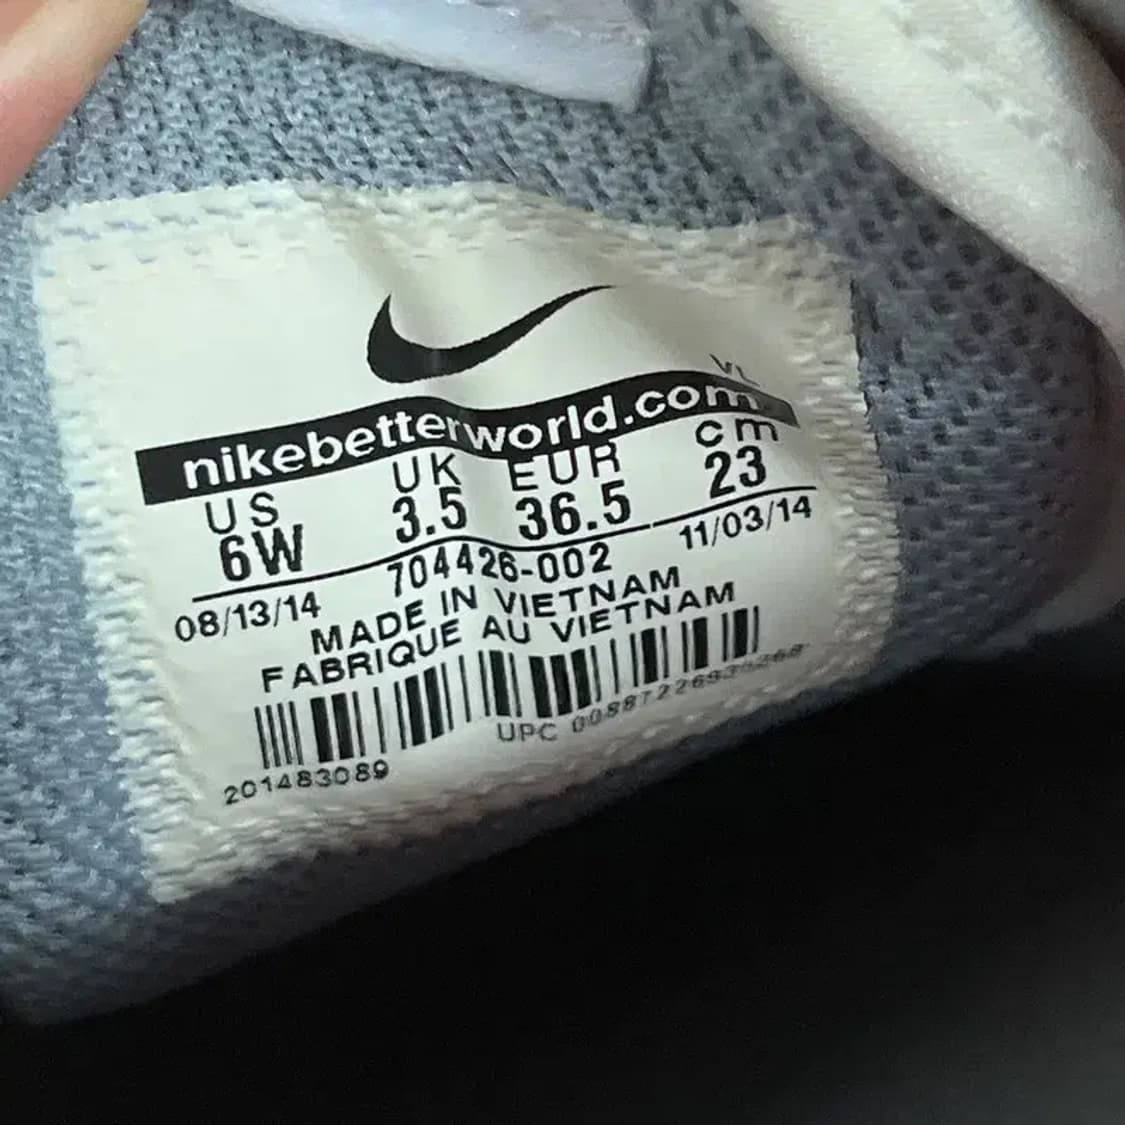 VL
nikebetterworld.com
US UK EUR cm
6W 3.5 36.5 23
08/13/14 704426-002 11/03/14
MADE IN VIETNAM
FABRIQUE AU VIETNAM
UPC
201483089